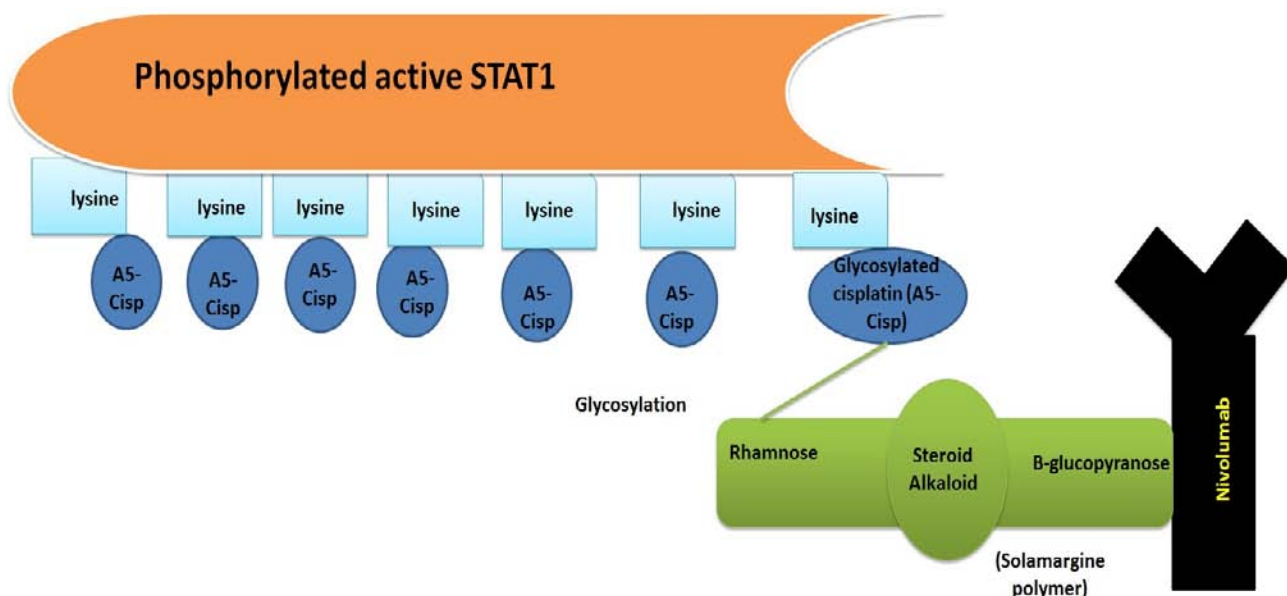 Phosphorylated active STAT1
lysine
lysine
lysine
lysine
lysine
lysine
lysine
A5-
Cisp
A5-
Cisp
A5-
Cisp
A5-
Cisp
A5-
Cisp
A5-
Cisp
Glycosylated
cisplatin (A5-
Cisp)
Glycosylation
Rhamnose
Steroid
Alkaloid
B-glucopyranose
(Solamargine
polymer)
Nivolumab